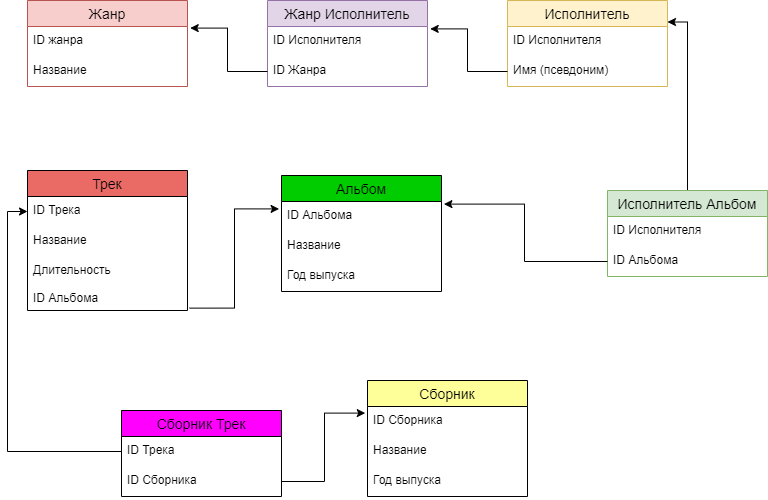 Жанр
ID жанра
Название
Жанр Исполнитель
ID Исполнителя
ID Жанра
Исполнитель
ID Исполнителя
Имя (псевдоним)
Трек
ID Трека
Название
Длительность
ID Альбома
Альбом
ID Альбома
Название
Год выпуска
Исполнитель Альбом
ID Исполнителя
ID Альбома
Сборник Трек
ID Трека
ID Сборника
Сборник
ID Сборника
Название
Год выпуска